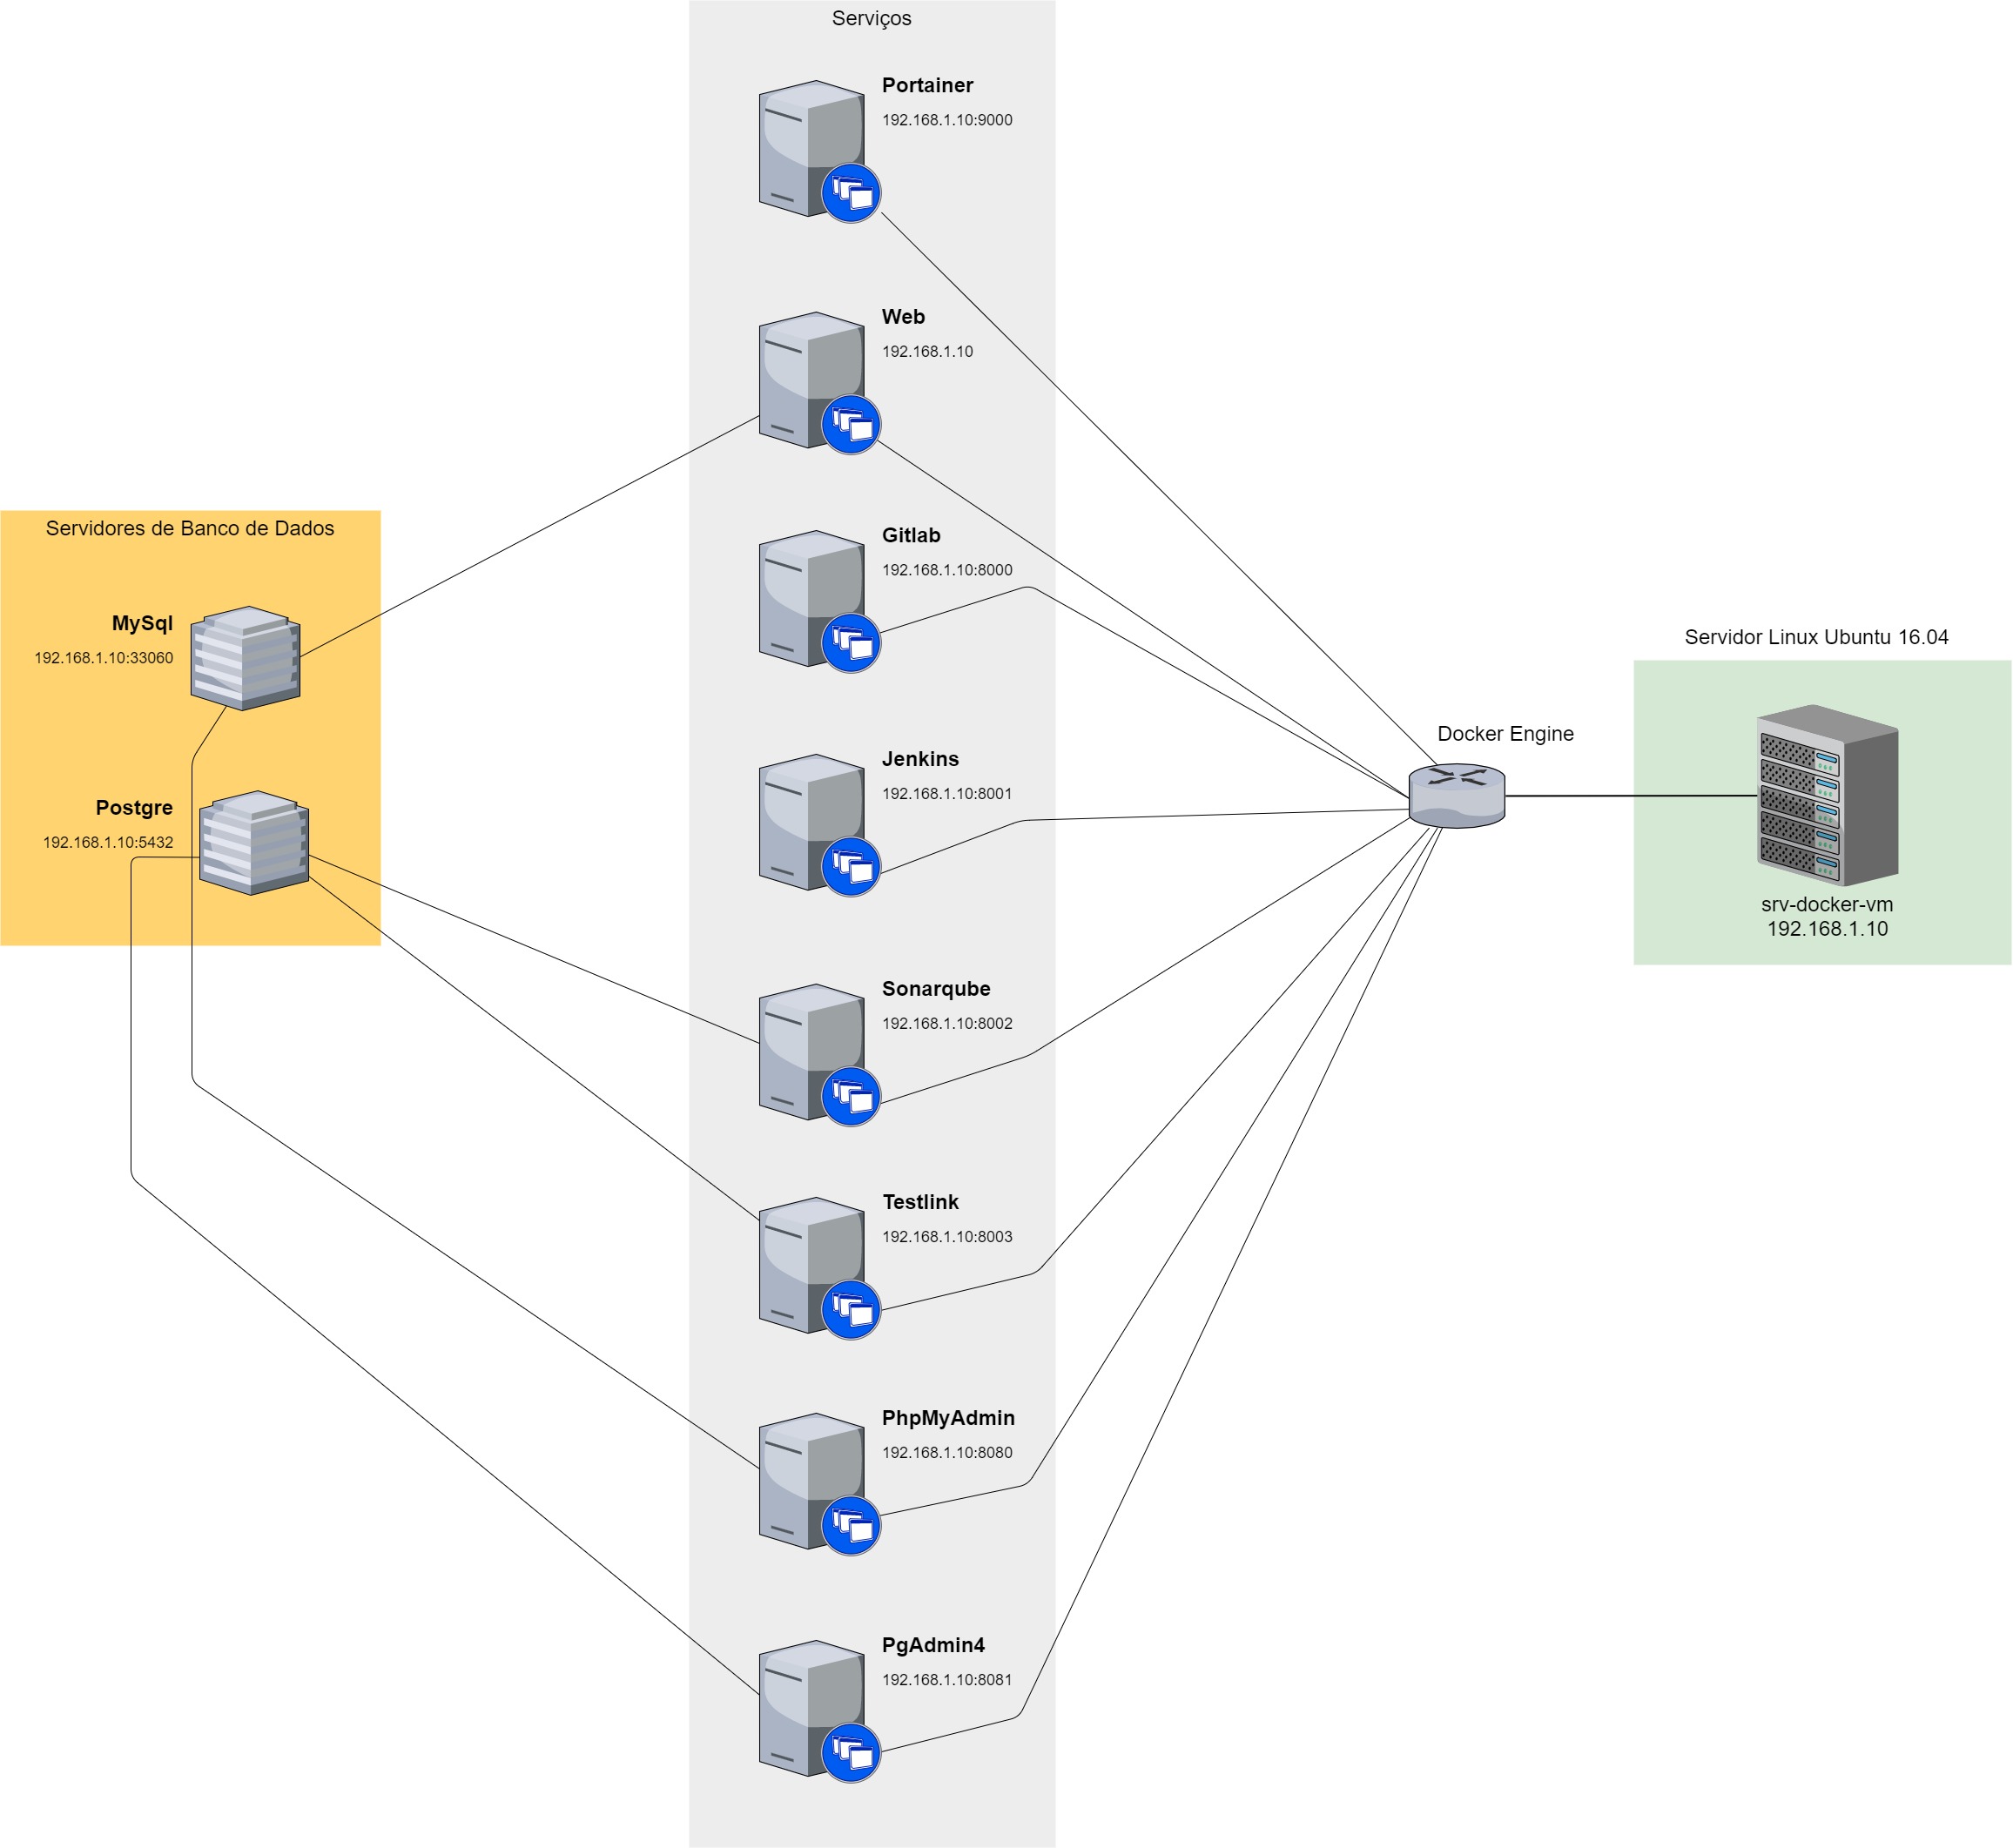 Serviços
Portainer
192.168.1.10:9000
Web
192.168.1.10
Gitlab
192.168.1.10:8000
Jenkins
192.168.1.10:8001
Sonarqube
192.168.1.10:8002
Testlink
192.168.1.10:8003
PhpMyAdmin
192.168.1.10:8080
PgAdmin4
192.168.1.10:8081
Servidores de Banco de Dados
MySql
192.168.1.10:33060
Postgre
192.168.1.10:5432
Docker Engine
Servidor Linux Ubuntu 16.04
srv-docker-vm
192.168.1.10